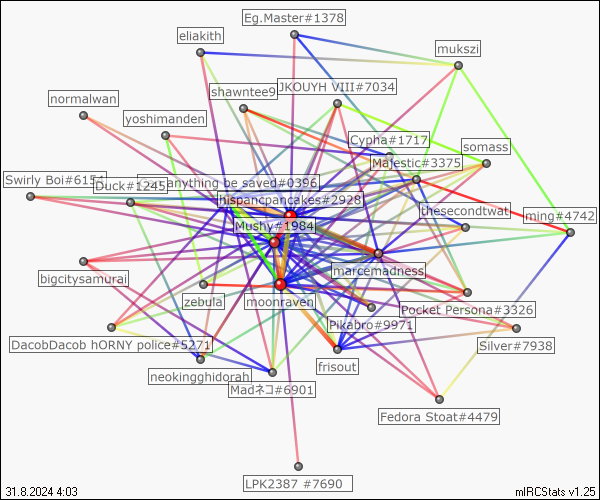 Eg.Master#1378
eliakith
mukszi
shawntee9
JKOUYH VIII#7034
normalwan
yoshimanden
Cypha#1717
somass
Majestic#3375
Swirly Boi#615
Duck#1245
anything be saved#0396
hispancpancakes#2928
thesecondtwat
ming#4742
Mushy#1984
marcemadness
bigcitysamurai
zebula
moonraven
Pocket Persona#3326
Pikabro#9971
DacobDacob hORNY police#5271
Silver#7938
neokingghidorah
frisout
Madネコ#6901
Fedora Stoat#4479
LPK2387 #7690
31.8.2024 4:03
mIRCStats v1.25